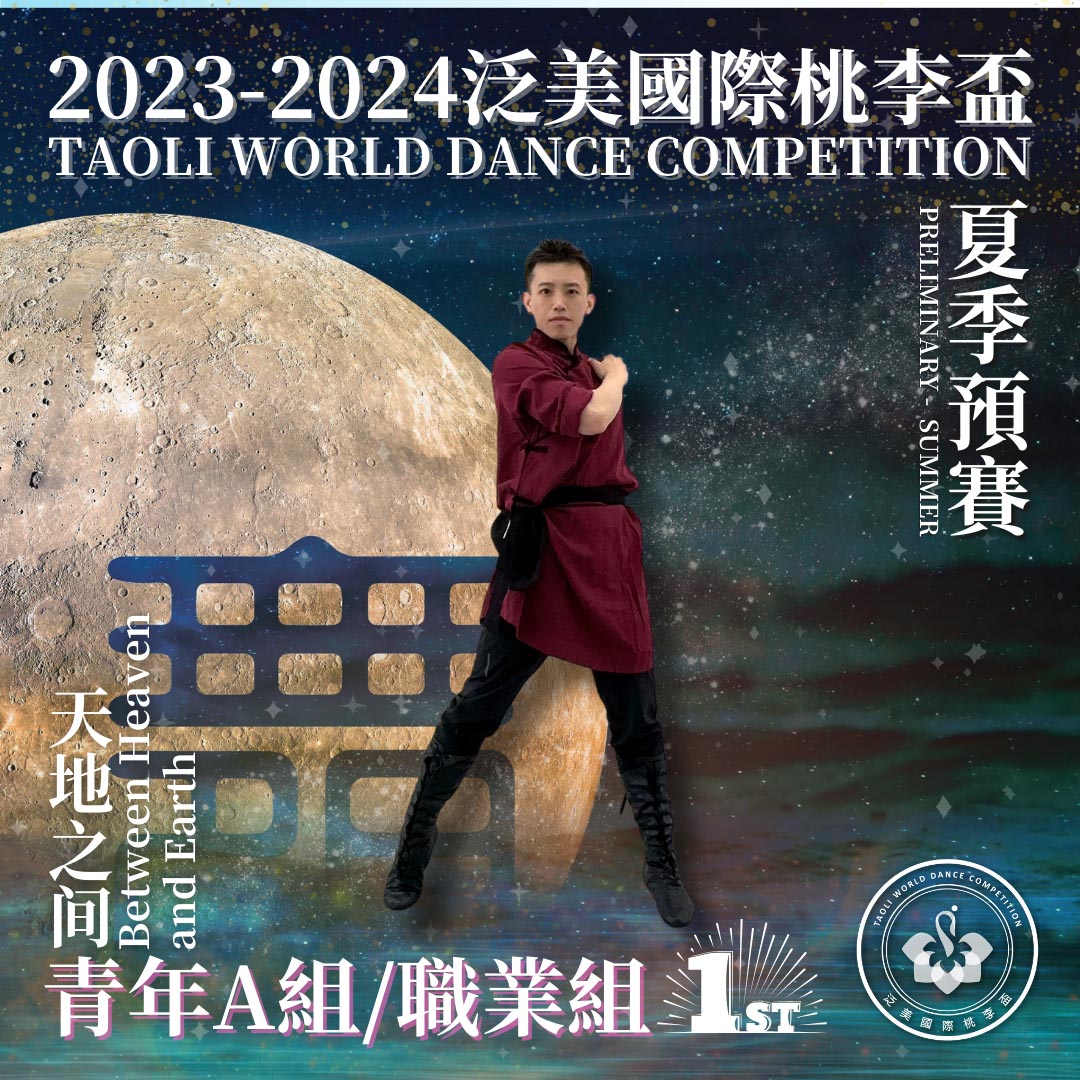 2023-2024泛美國際桃李盃
TAOLI WORLD DANCE COMPETITION
夏季預賽
PRELIMINARY - SUMMER
天地之间
Between Heaven
and Earth
青年A組/職業組
1ST
TAOLI WORLD DANCE COMPETITION
泛美國際桃李盃